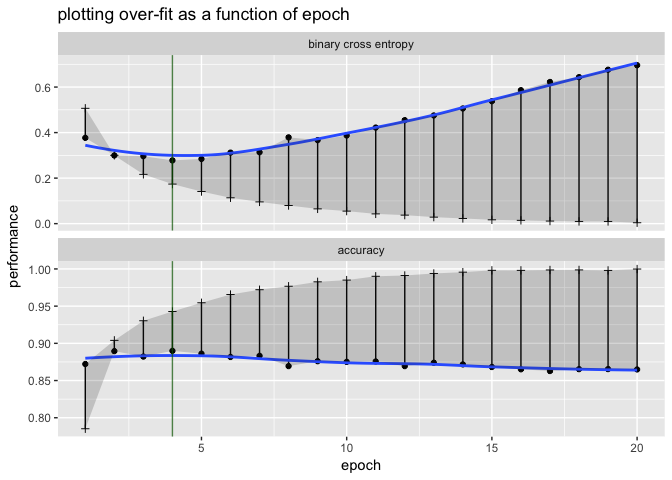 plotting over-fit as a function of epoch
binary cross entropy
0.6
0.4
0.2
0.0
performance
accuracy
1.00
0.95
0.90
0.85
0.80
5
10
15
20
epoch